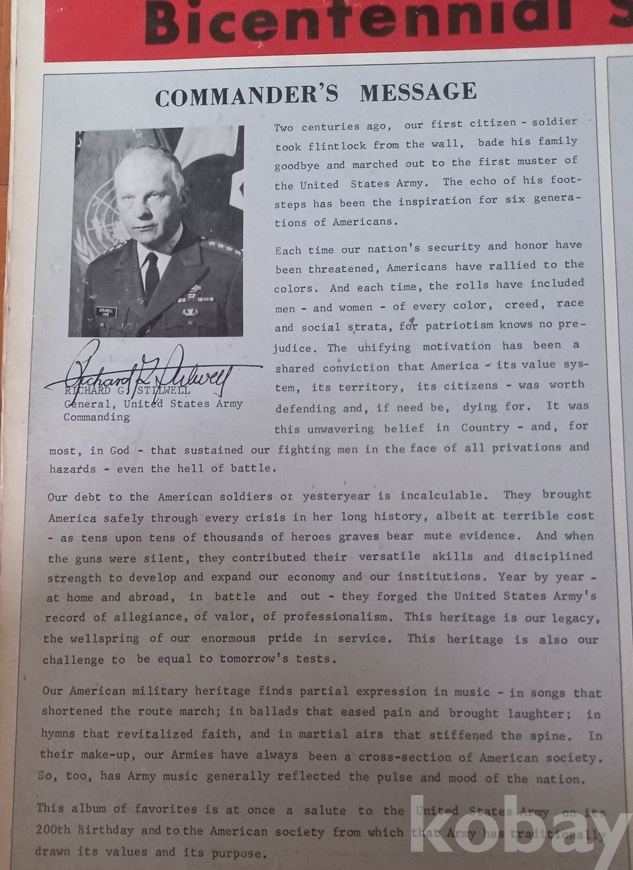 Bicentennial S
COMMANDER'S MESSAGE
Two centuries ago, our first citizen - soldier
took flintlock from the wall, bade his family
goodbye and marched out to the first muster of
the United States Army. The echo of his foot-
steps has been the inspiration for six genera-
tions of Americans.
Each time our nation's security and honor have
been threatened, Americans have rallied to the
colors. And each time, the rolls have included
men - and women - of every color, creed, race
and social strata, for patriotism knows no pre-
judice. The unifying motivation has been a
shared conviction that America - its value sys-
tem, its territory, its citizens - was worth
defending and, if need be, dying for. It was
this unwavering belief in Country - and, for
most, in God - that sustained our fighting men in the face of all privations and
hazards - even the hell of battle.
Richard G. Stilwell
RICHARD G. STILWELL
General, United States Army
Commanding
Our debt to the American soldiers of yesteryear is incalculable. They brought
America safely through every crisis in her long history, albeit at terrible cost
- as tens upon tens of thousands of heroes graves bear mute evidence. And when
the guns were silent, they contributed their versatile skills and disciplined
strength to develop and expand our economy and our institutions. Year by year -
at home and abroad, in battle and out - they forged the United States Army's
record of allegiance, of valor, of professionalism. This heritage is our legacy,
the wellspring of our enormous pride in service. This heritage is also our
challenge to be equal to tomorrow's tests.
Our American military heritage finds partial expression in music - in songs that
shortened the route march; in ballads that eased pain and brought laughter; in
hymns that revitalized faith, and in martial airs that stiffened the spine. In
their make-up, our Armies have always been a cross-section of American society.
So, too, has Army music generally reflected the pulse and mood of the nation.
This album of favorites is at once a salute to the United States Army on its
200th Birthday and to the American society from which that Army has traditionally
drawn its values and its purpose.
kobay